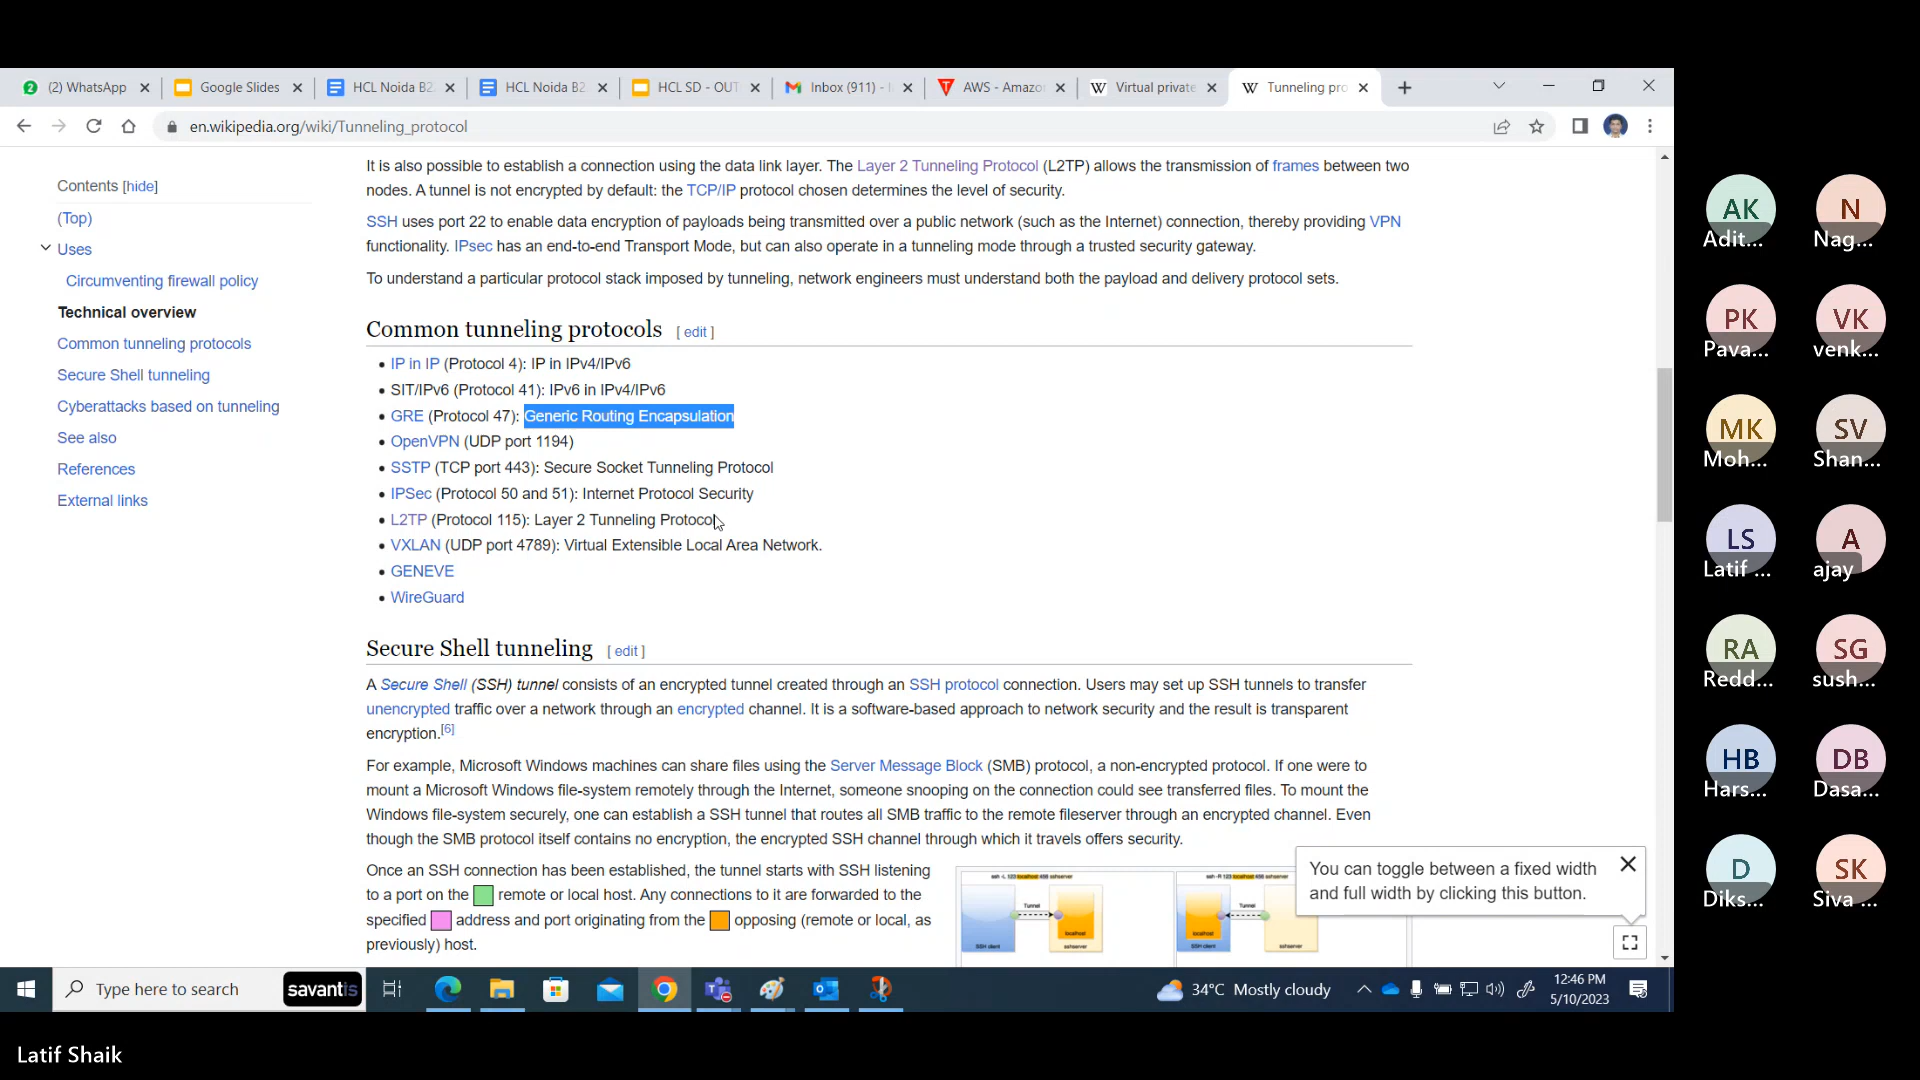 (2) WhatsApp
Google Slides
HCL Noida B2
HCL Noida B2
HCL SD - OUT
Inbox (911) -
AWS - Amazo
Virtual private
Tunneling pro
en.wikipedia.org/wiki/Tunneling_protocol
Contents [hide]
(Top)
Uses
Circumventing firewall policy
Technical overview
Common tunneling protocols
Secure Shell tunneling
Cyberattacks based on tunneling
See also
References
External links
It is also possible to establish a connection using the data link layer. The Layer 2 Tunneling Protocol (L2TP) allows the transmission of frames between two
nodes. A tunnel is not encrypted by default: the TCP/IP protocol chosen determines the level of security.
SSH uses port 22 to enable data encryption of payloads being transmitted over a public network (such as the Internet) connection, thereby providing VPN
functionality. IPsec has an end-to-end Transport Mode, but can also operate in a tunneling mode through a trusted security gateway.
To understand a particular protocol stack imposed by tunneling, network engineers must understand both the payload and delivery protocol sets.
Common tunneling protocols [ edit ]
• IP in IP (Protocol 4): IP in IPv4/IPv6
• SIT/IPv6 (Protocol 41): IPv6 in IPv4/IPv6
• GRE (Protocol 47): Generic Routing Encapsulation
• OpenVPN (UDP port 1194)
• SSTP (TCP port 443): Secure Socket Tunneling Protocol
• IPSec (Protocol 50 and 51): Internet Protocol Security
• L2TP (Protocol 115): Layer 2 Tunneling Protocol
• VXLAN (UDP port 4789): Virtual Extensible Local Area Network.
• GENEVE
• WireGuard
Secure Shell tunneling [ edit ]
A Secure Shell (SSH) tunnel consists of an encrypted tunnel created through an SSH protocol connection. Users may set up SSH tunnels to transfer
unencrypted traffic over a network through an encrypted channel. It is a software-based approach to network security and the result is transparent
encryption.[6]
For example, Microsoft Windows machines can share files using the Server Message Block (SMB) protocol, a non-encrypted protocol. If one were to
mount a Microsoft Windows file-system remotely through the Internet, someone snooping on the connection could see transferred files. To mount the
Windows file-system securely, one can establish a SSH tunnel that routes all SMB traffic to the remote fileserver through an encrypted channel. Even
though the SMB protocol itself contains no encryption, the encrypted SSH channel through which it travels offers security.
Once an SSH connection has been established, the tunnel starts with SSH listening
to a port on the remote or local host. Any connections to it are forwarded to the
specified address and port originating from the opposing (remote or local, as
previously) host.
ssh -L 123:localhost:456 sshserver
Tunnel
localhost
SSH client
sshserver
ssh -R 123:localhost:456 sshserver
Tunnel
localhost
SSH client
sshserver
You can toggle between a fixed width
and full width by clicking this button.
Type here to search
savantis
34°C Mostly cloudy
12:46 PM
5/10/2023
AK
Adit...
N
Nag...
PK
Pava...
VK
venk...
MK
Moh...
SV
Shan...
LS
Latif ...
A
ajay
RA
Redd...
SG
sush...
HB
Hars...
DB
Dasa...
D
Diks...
SK
Siva ...
Latif Shaik